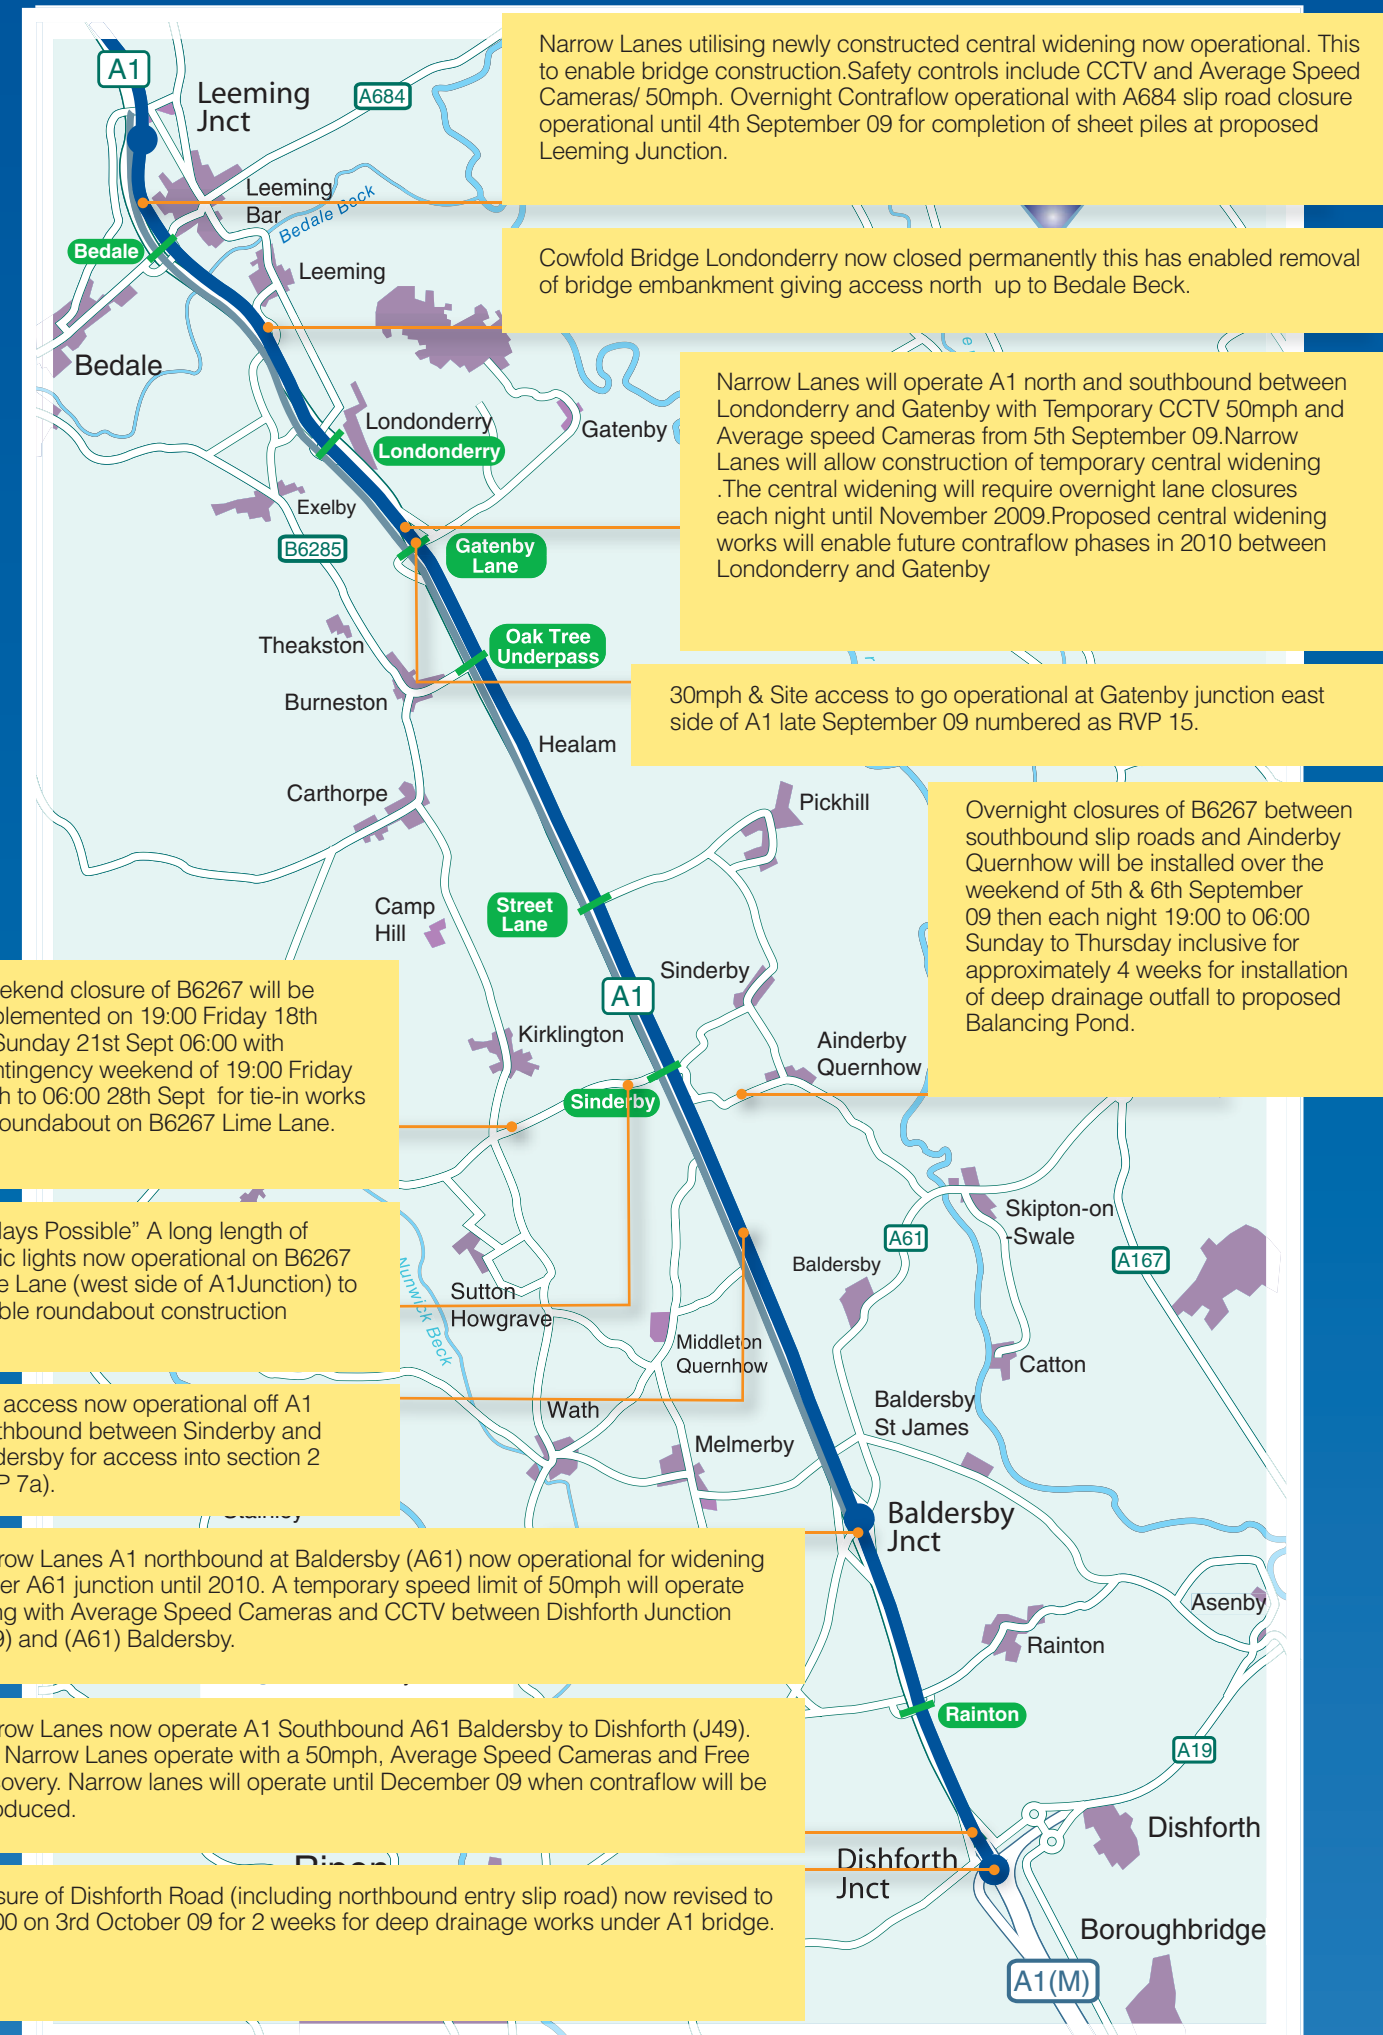 A1
Leeming
Jnct
A684
Narrow Lanes utilising newly constructed central widening now operational. This
to enable bridge construction.Safety controls include CCTV and Average Speed
Cameras/ 50mph. Overnight Contraflow operational with A684 slip road closure
operational until 4th September 09 for completion of sheet piles at proposed
Leeming Junction.
Leeming
Bar
Bedale Beck
Bedale
Leeming
Cowfold Bridge Londonderry now closed permanently this has enabled removal
of bridge embankment giving access north  up to Bedale Beck.
Bedale
Londonderry
Londonderry
Gatenby
Narrow Lanes will operate A1 north and southbound between
Londonderry and Gatenby with Temporary CCTV 50mph and
Average speed Cameras from 5th September 09.Narrow
Lanes will allow construction of temporary central widening
.The central widening will require overnight lane closures
each night until November 2009.Proposed central widening
works will enable future contraflow phases in 2010 between
Londonderry and Gatenby
Exelby
B6285
Gatenby
Lane
Theakston
Oak Tree
Underpass
Burneston
30mph & Site access to go operational at Gatenby junction east
side of A1 late September 09 numbered as RVP 15.
Healam
Carthorpe
Pickhill
Overnight closures of B6267 between
southbound slip roads and Ainderby
Quernhow will be installed over the
weekend of 5th & 6th September
09 then each night 19:00 to 06:00
Sunday to Thursday inclusive for
approximately 4 weeks for installation
of deep drainage outfall to proposed
Balancing Pond.
Camp
Hill
Street
Lane
Sinderby
A1
Kirklington
Ainderby
Quernhow
Sinderby
ekend closure of B6267 will be
plemented on 19:00 Friday 18th
Sunday 21st Sept 06:00 with
ntingency weekend of 19:00 Friday
h to 06:00 28th Sept  for tie-in works
roundabout on B6267 Lime Lane.
Skipton-on
-Swale
A61
A167
lays Possible” A long length of
ic lights now operational on B6267
e Lane (west side of A1Junction) to
ble roundabout construction
Nunwick Beck
Sutton
Howgrave
Baldersby
Middleton
Quernhow
Catton
access now operational off A1
thbound between Sinderby and
dersby for access into section 2
P 7a).
Wath
Baldersby
St James
Melmerby
Baldersby
Jnct
row Lanes A1 northbound at Baldersby (A61) now operational for widening
er A61 junction until 2010. A temporary speed limit of 50mph will operate
ng with Average Speed Cameras and CCTV between Dishforth Junction
9) and (A61) Baldersby.
Asenby
Rainton
Rainton
row Lanes now operate A1 Southbound A61 Baldersby to Dishforth (J49).
Narrow Lanes operate with a 50mph, Average Speed Cameras and Free
overy. Narrow lanes will operate until December 09 when contraflow will be
oduced.
A19
Dishforth
Dishforth
Jnct
Ripon
sure of Dishforth Road (including northbound entry slip road) now revised to
00 on 3rd October 09 for 2 weeks for deep drainage works under A1 bridge.
Boroughbridge
A1(M)